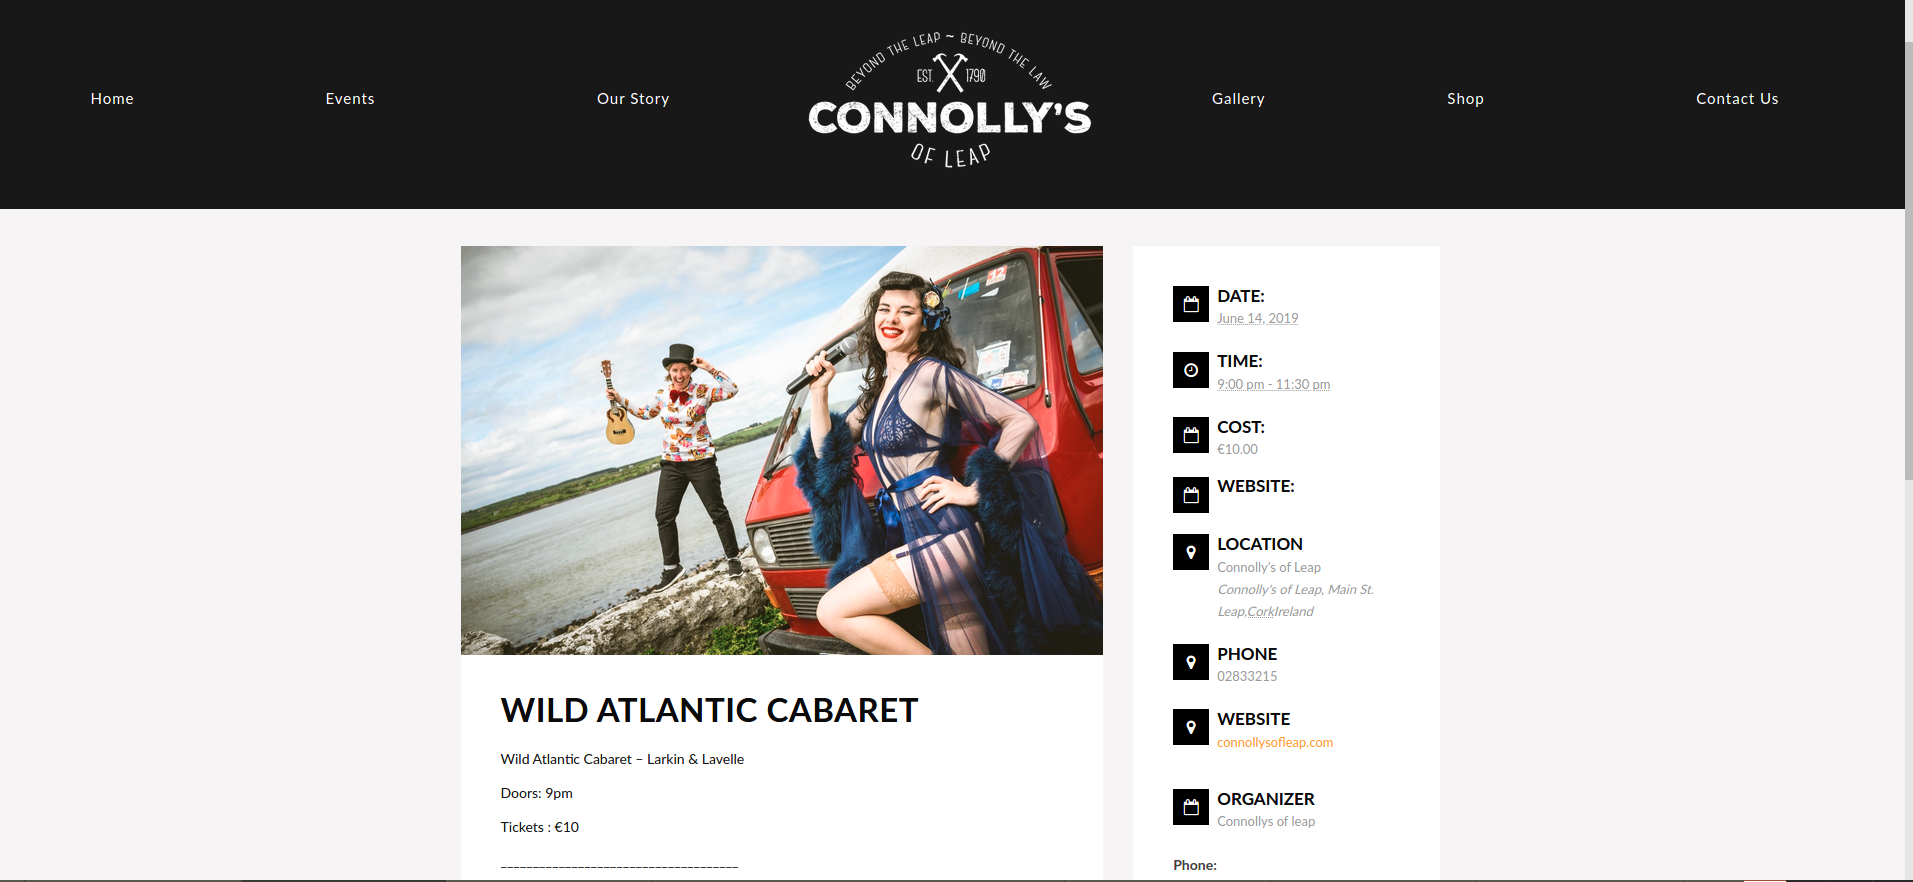 BEYOND THE LEAP ~ BEYOND THE LAW
EST. 1790
CONNOLLY'S
OF LEAP
Home
Events
Our Story
Gallery
Shop
Contact Us
WILD ATLANTIC CABARET
Wild Atlantic Cabaret – Larkin & Lavelle
Doors: 9pm
Tickets : €10
_____________________________________
DATE:
June 14, 2019
TIME:
9:00 pm - 11:30 pm
COST:
€10.00
WEBSITE:
LOCATION
Connolly's of Leap
Connolly's of Leap, Main St.
Leap,CorkIreland
PHONE
02833215
WEBSITE
connollysofleap.com
ORGANIZER
Connollys of leap
Phone: